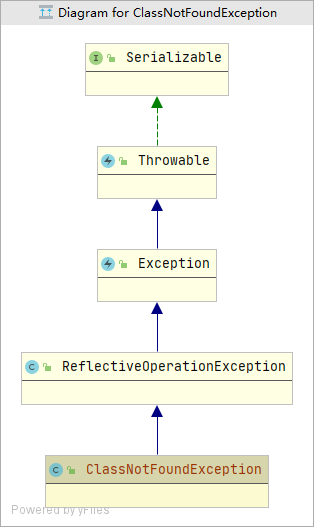 Diagram for ClassNotFoundException
I Serializable
Throwable
Exception
C ReflectiveOperationException
C ClassNotFoundException
Powered by yFiles